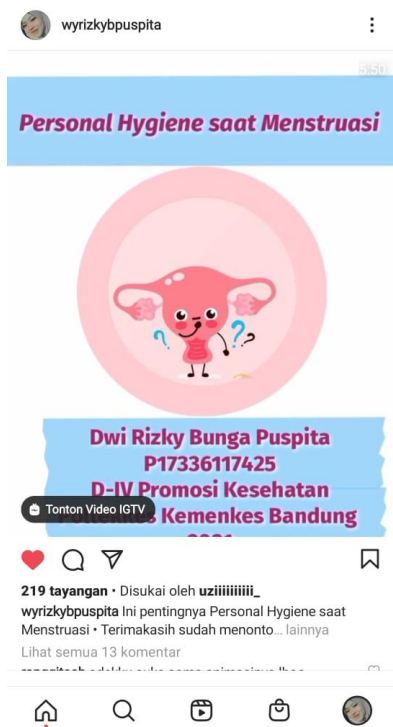 wyrizkybpuspita
5:50
Personal Hygiene saat Menstruasi
? ? ?
Dwi Rizky Bunga Puspita
P17336117425
D-IV Promosi Kesehatan
Tonton Video IGTV
Kemenkes Bandung
219 tayangan • Disukai oleh uziiiiiiiiii_
wyrizkybpuspita Ini pentingnya Personal Hygiene saat
Menstruasi • Terimakasih sudah menonto... lainnya
Lihat semua 13 komentar